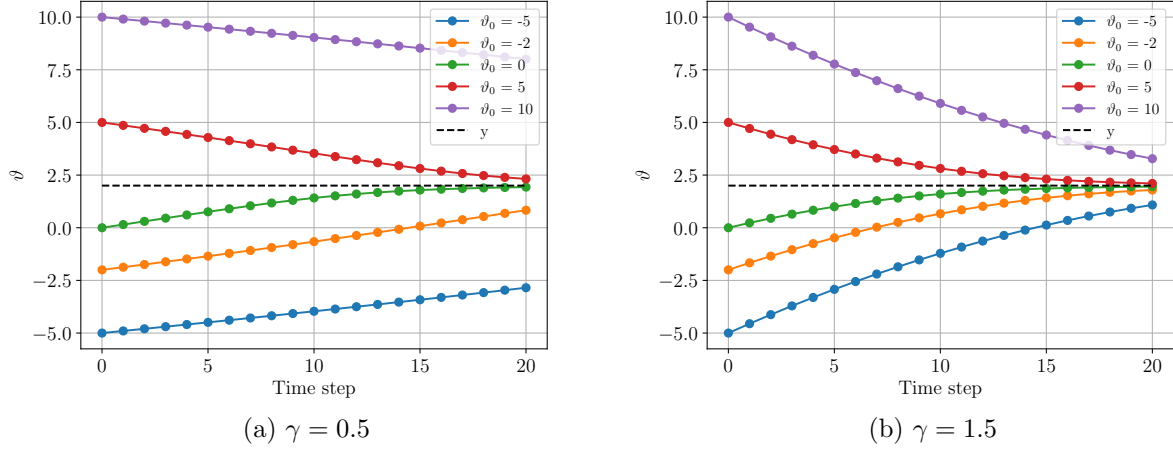 10.0
7.5
5.0
2.5
0.0
−2.5
−5.0
ϑ
0 5 10 15 20
Time step
ϑ₀ = -5
ϑ₀ = -2
ϑ₀ = 0
ϑ₀ = 5
ϑ₀ = 10
y
(a) γ = 0.5
10.0
7.5
5.0
2.5
0.0
−2.5
−5.0
ϑ
0 5 10 15 20
Time step
ϑ₀ = -5
ϑ₀ = -2
ϑ₀ = 0
ϑ₀ = 5
ϑ₀ = 10
y
(b) γ = 1.5